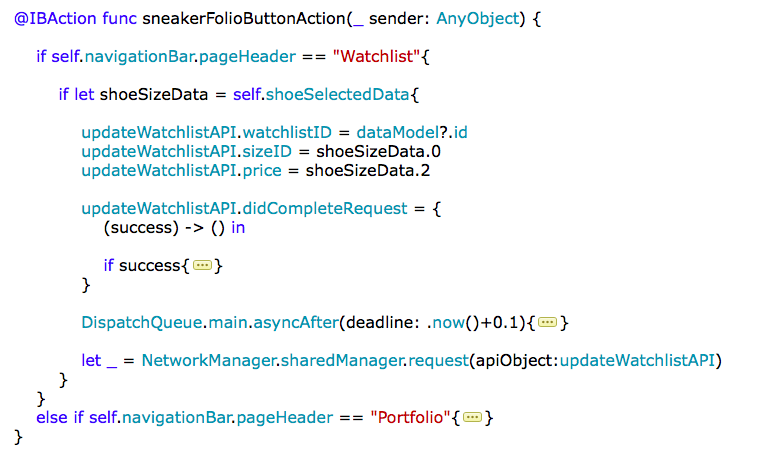 @IBAction func sneakerFolioButtonAction(_ sender: AnyObject) {
if self.navigationBar.pageHeader == "Watchlist"{
if let shoeSizeData = self.shoeSelectedData{
updateWatchlistAPI.watchlistID = dataModel?.id
updateWatchlistAPI.sizeID = shoeSizeData.0
updateWatchlistAPI.price = shoeSizeData.2
updateWatchlistAPI.didCompleteRequest = {
(success) -> () in
if success{•••}
}
DispatchQueue.main.asyncAfter(deadline: .now()+0.1){•••}
let _ = NetworkManager.sharedManager.request(apiObject:updateWatchlistAPI)
}
}
else if self.navigationBar.pageHeader == "Portfolio"{•••}
}